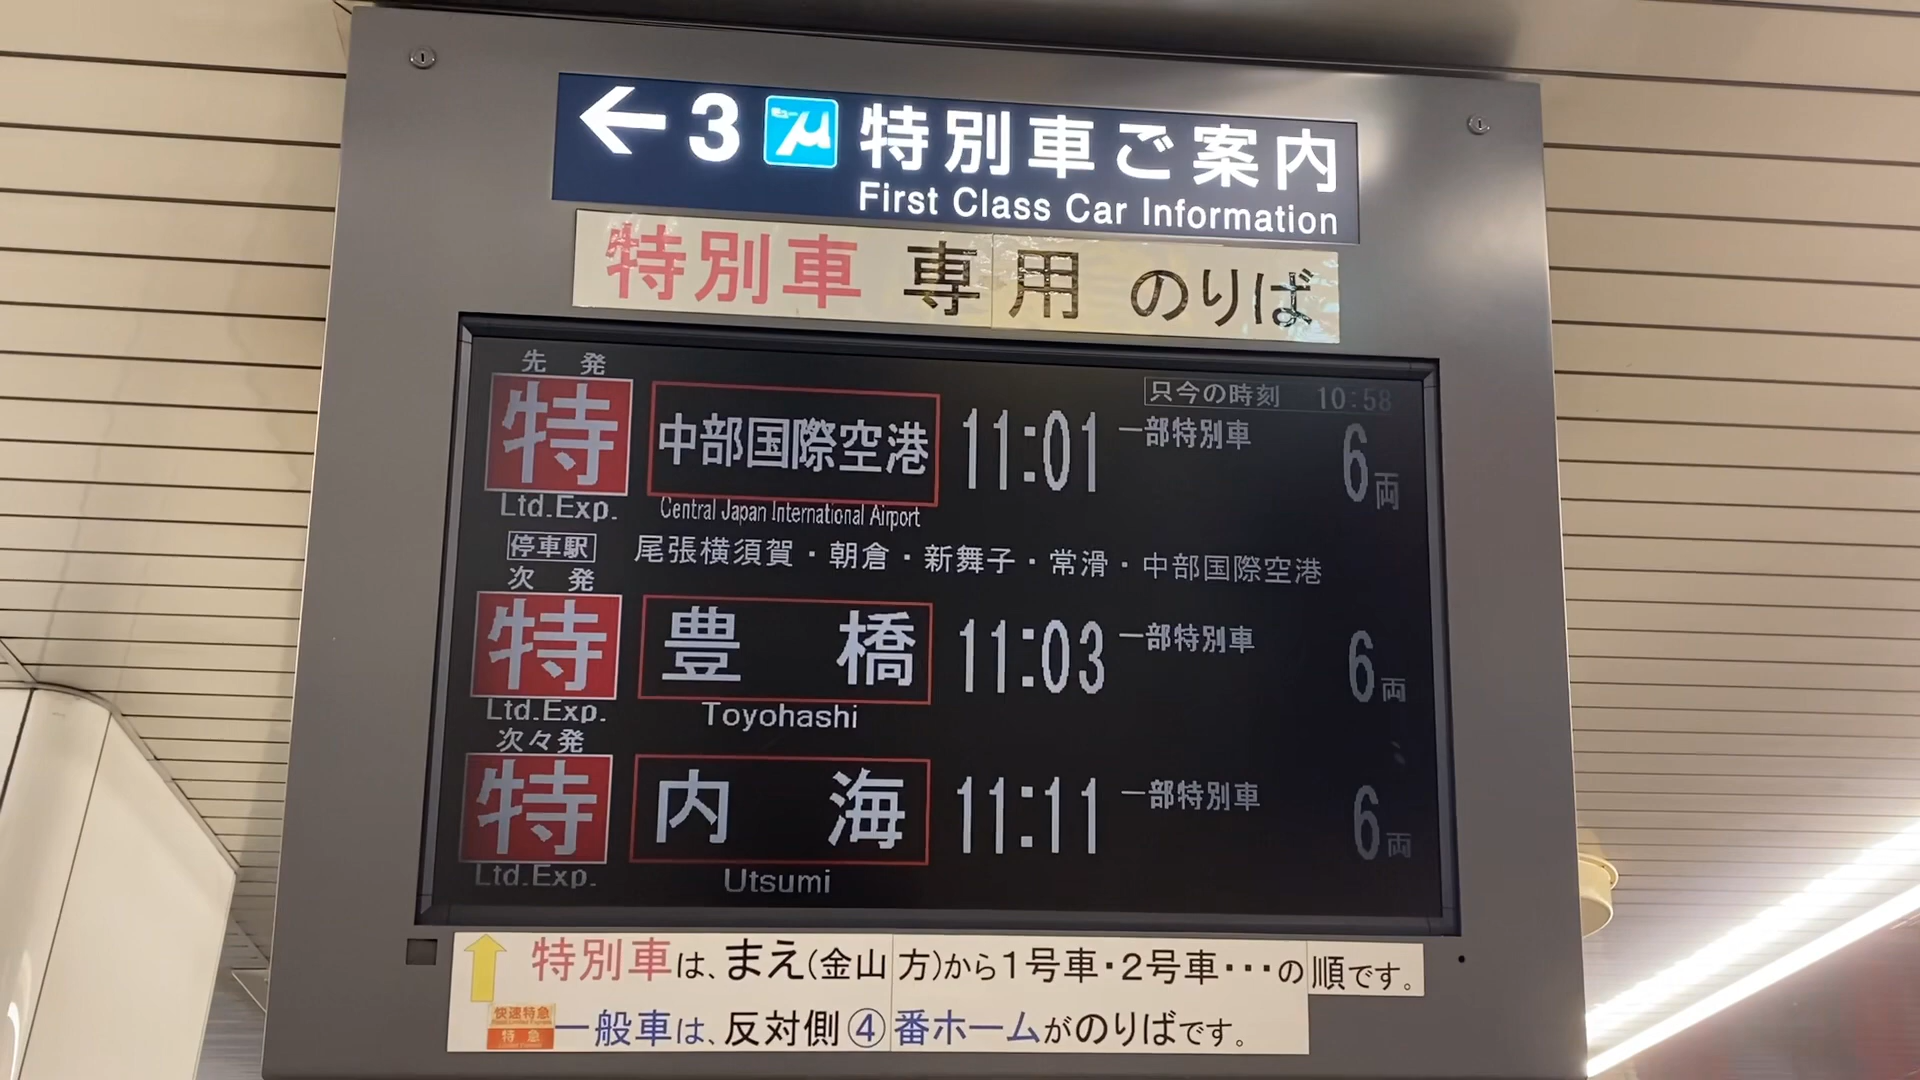 ← 3 ミュー μ 特別車ご案内
First Class Car Information
特別車 専用 のりば
只今の時刻 10:58
先発
特 中部国際空港 11:01 一部特別車 6両
Ltd.Exp. Central Japan International Airport
停車駅 尾張横須賀・朝倉・新舞子・常滑・中部国際空港
次発
特 豊橋 11:03 一部特別車 6両
Ltd.Exp. Toyohashi
次々発
特 内海 11:11 一部特別車 6両
Ltd.Exp. Utsumi
特別車は、まえ(金山方)から1号車・2号車・・・の順です。
快速特急
特急
一般車は、反対側④番ホームがのりばです。